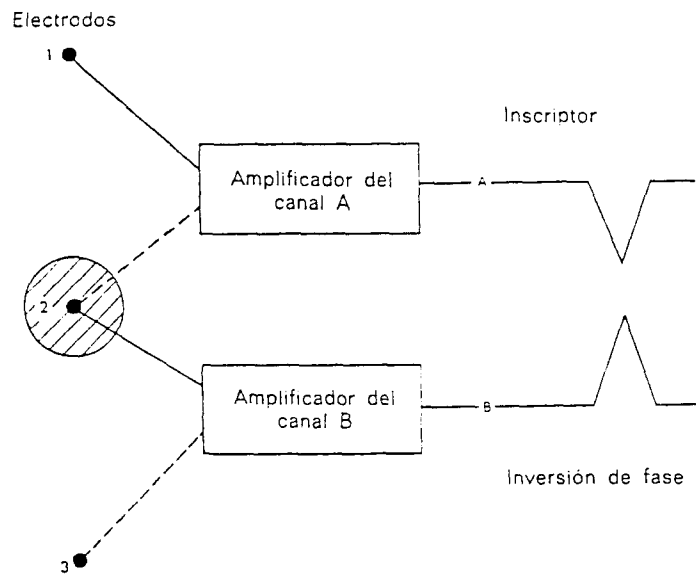 Electrodos
1
Inscriptor
Amplificador del
canal A
A
2
Amplificador del
canal B
B
Inversión de fase
3